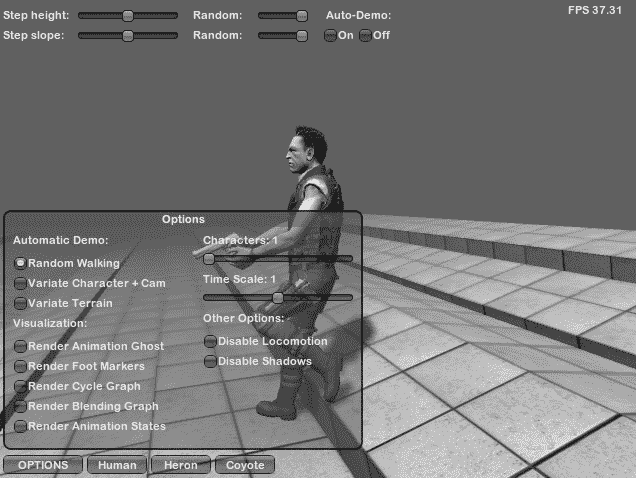 Step height: Random: Auto-Demo: FPS 37.31
Step slope: Random: On Off
Options
Automatic Demo: Characters: 1
Random Walking
Variate Character + Cam Time Scale: 1
Variate Terrain
Visualization: Other Options:
Render Animation Ghost Disable Locomotion
Render Foot Markers Disable Shadows
Render Cycle Graph
Render Blending Graph
Render Animation States
OPTIONS Human Heron Coyote